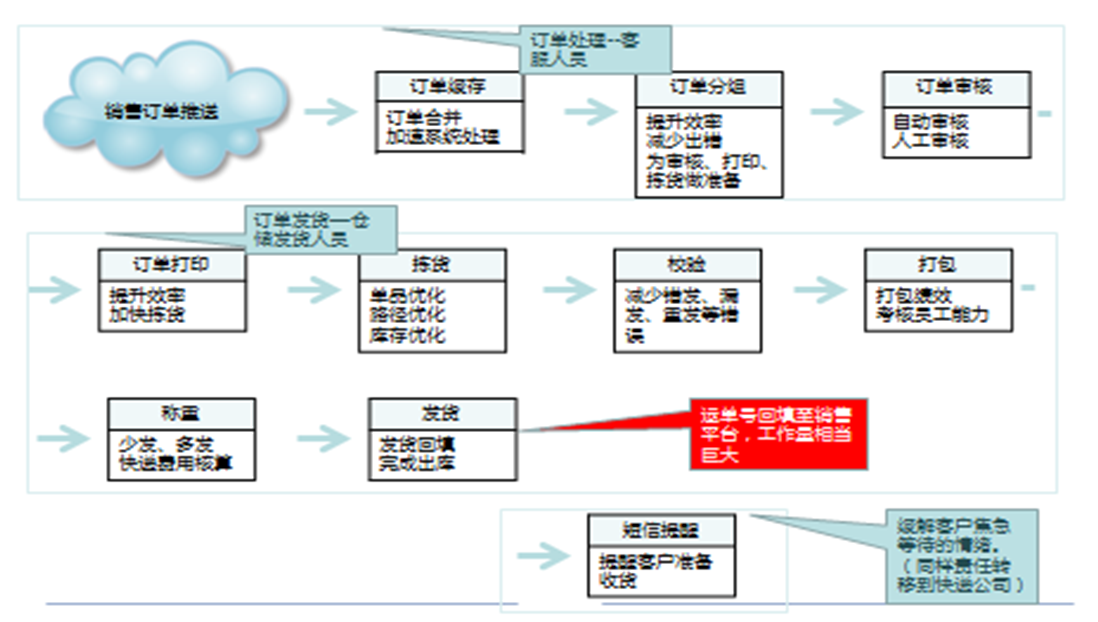 订单处理--客
服人员
销售订单推送
订单缓存
订单合并
加速系统处理
订单分组
提升效率
减少出错
为审核、打印、
拣货做准备
订单审核
自动审核
人工审核
订单发货—仓
储发货人员
订单打印
提升效率
加快拣货
拣货
单品优化
路径优化
库存优化
校验
减少错发、漏
发、重发等错
误
打包
打包绩效
考核员工能力
称重
少发、多发
快递费用核算
发货
发货回填
完成出库
运单号回填至销售
平台，工作量相当
巨大
短信提醒
提醒客户准备
收货
缓解客户焦急
等待的情绪。
（同样责任转
移到快递公司）